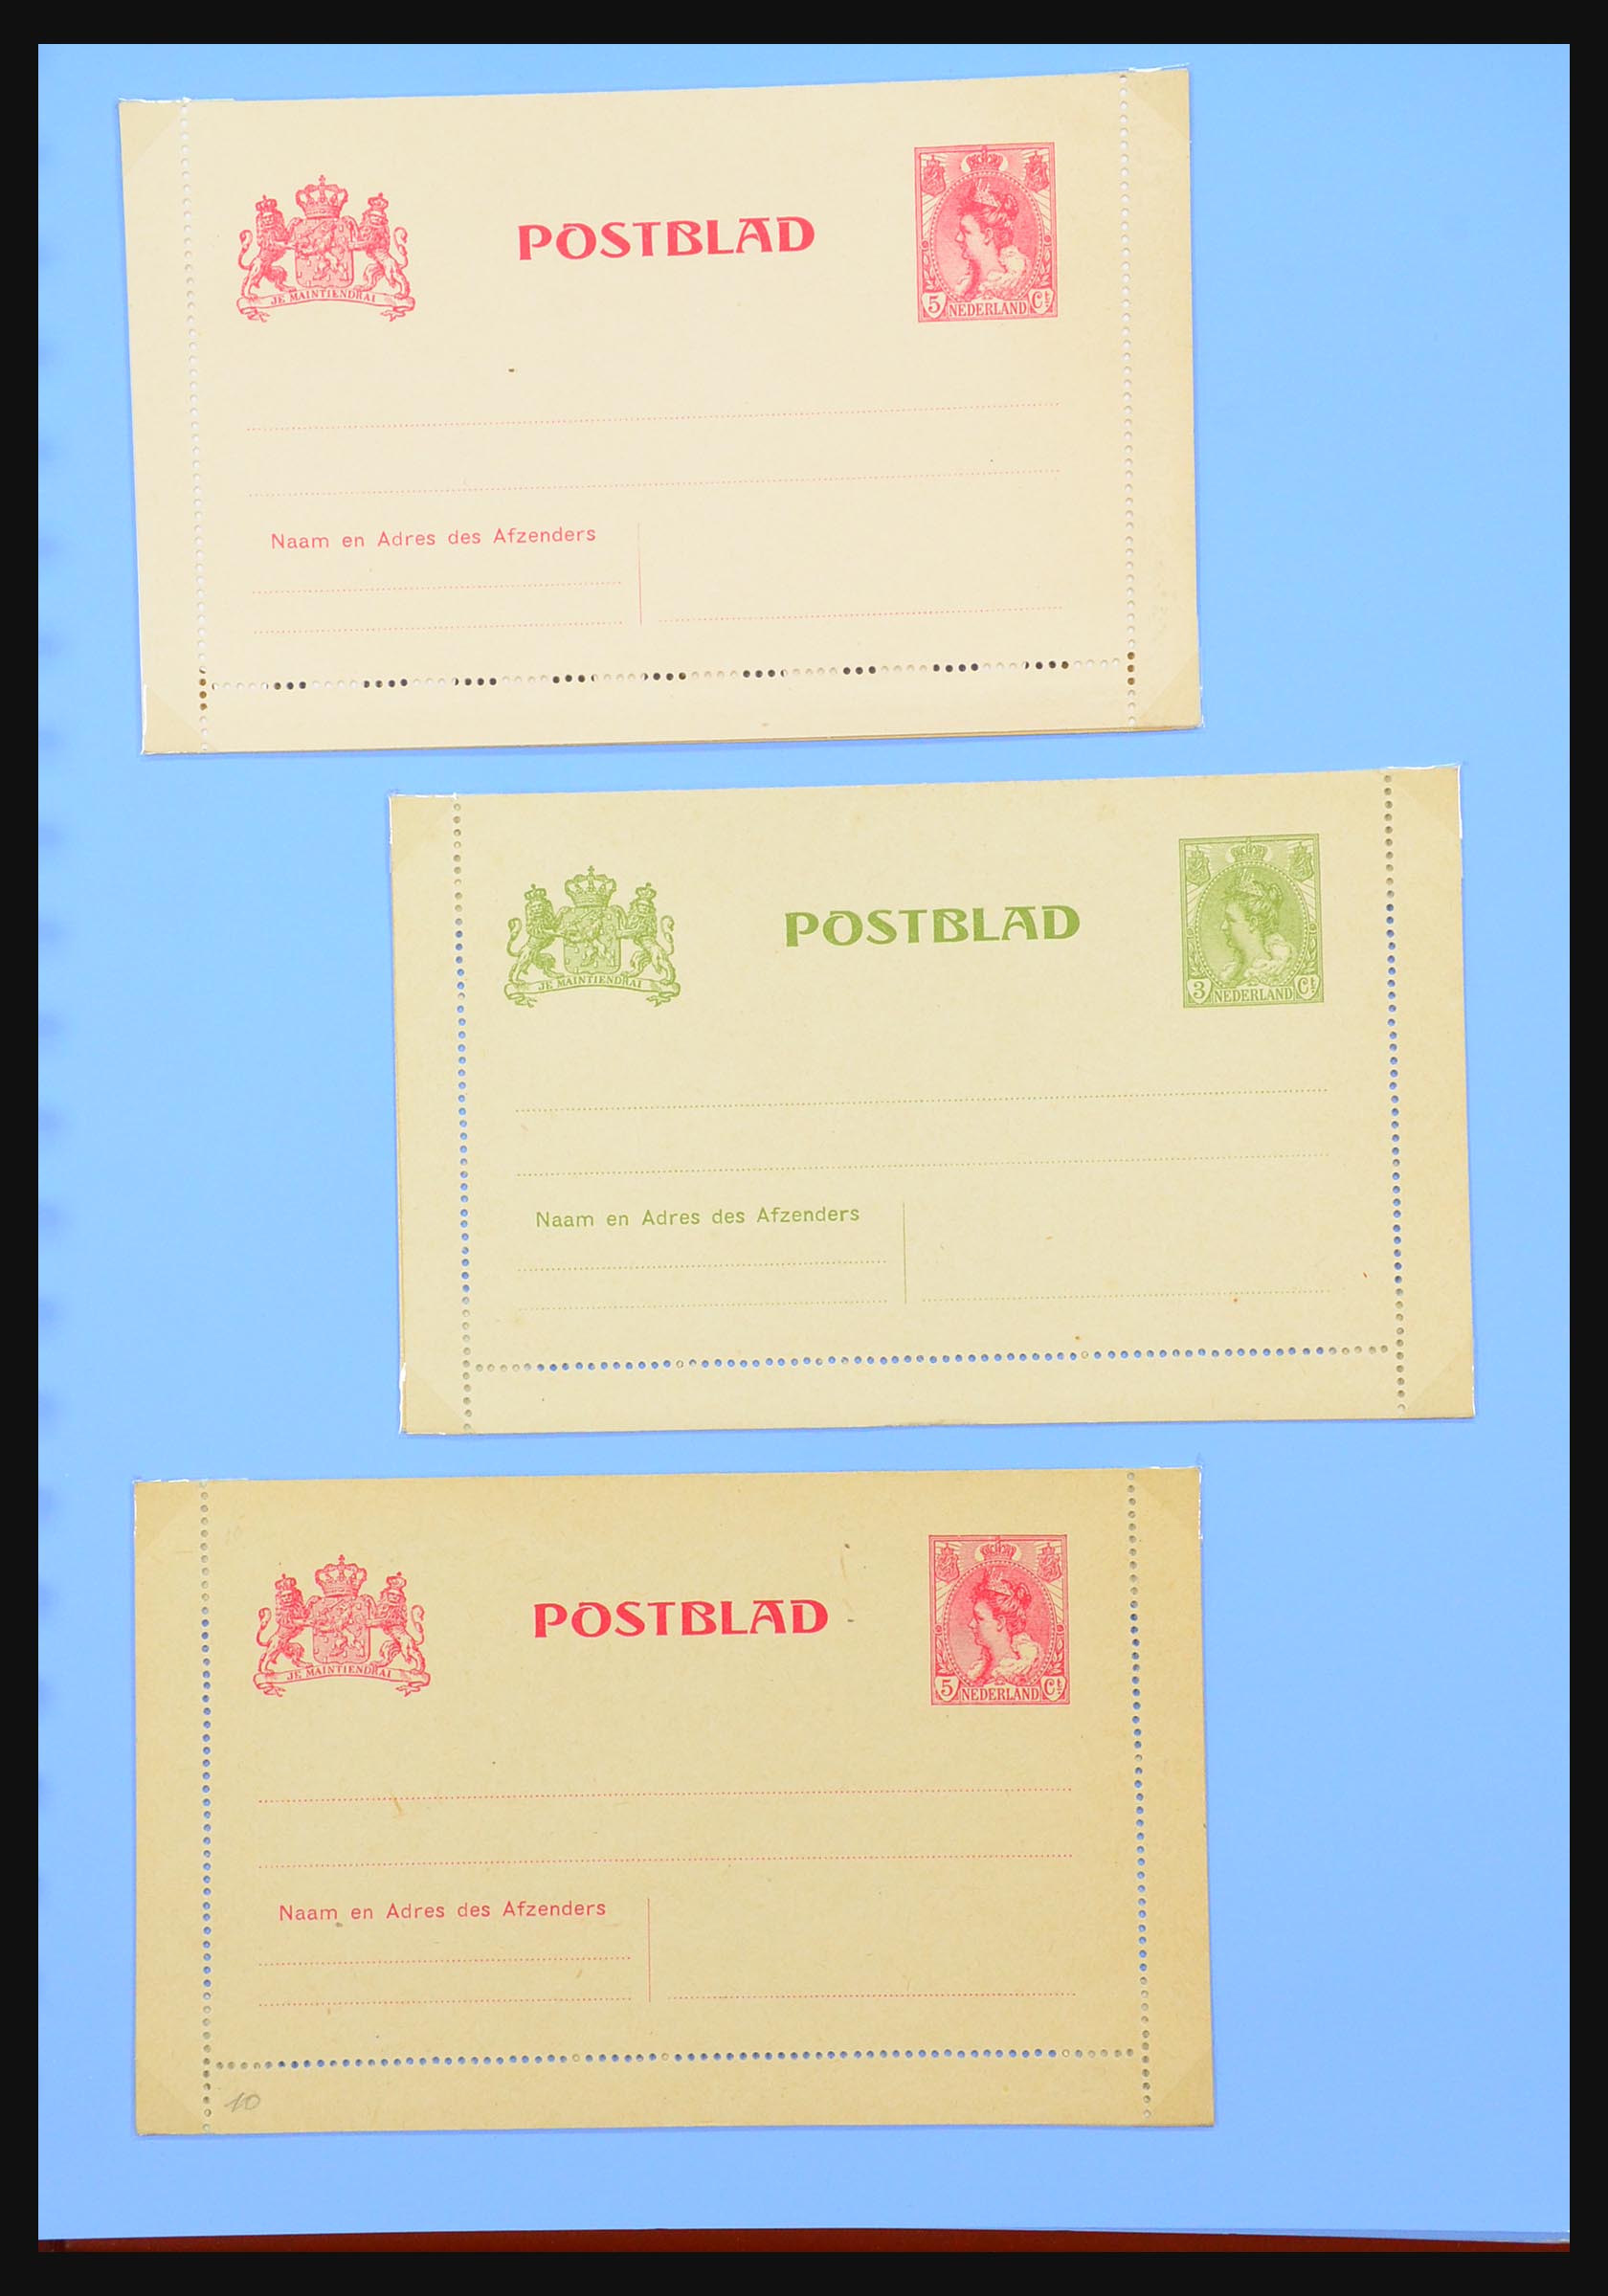 POSTBLAD
JE MAINTIENDRAI
5 NEDERLAND Ct
Naam en Adres des Afzenders
POSTBLAD
JE MAINTIENDRAI
3 NEDERLAND Ct
Naam en Adres des Afzenders
POSTBLAD
JE MAINTIENDRAI
5 NEDERLAND Ct
Naam en Adres des Afzenders
10